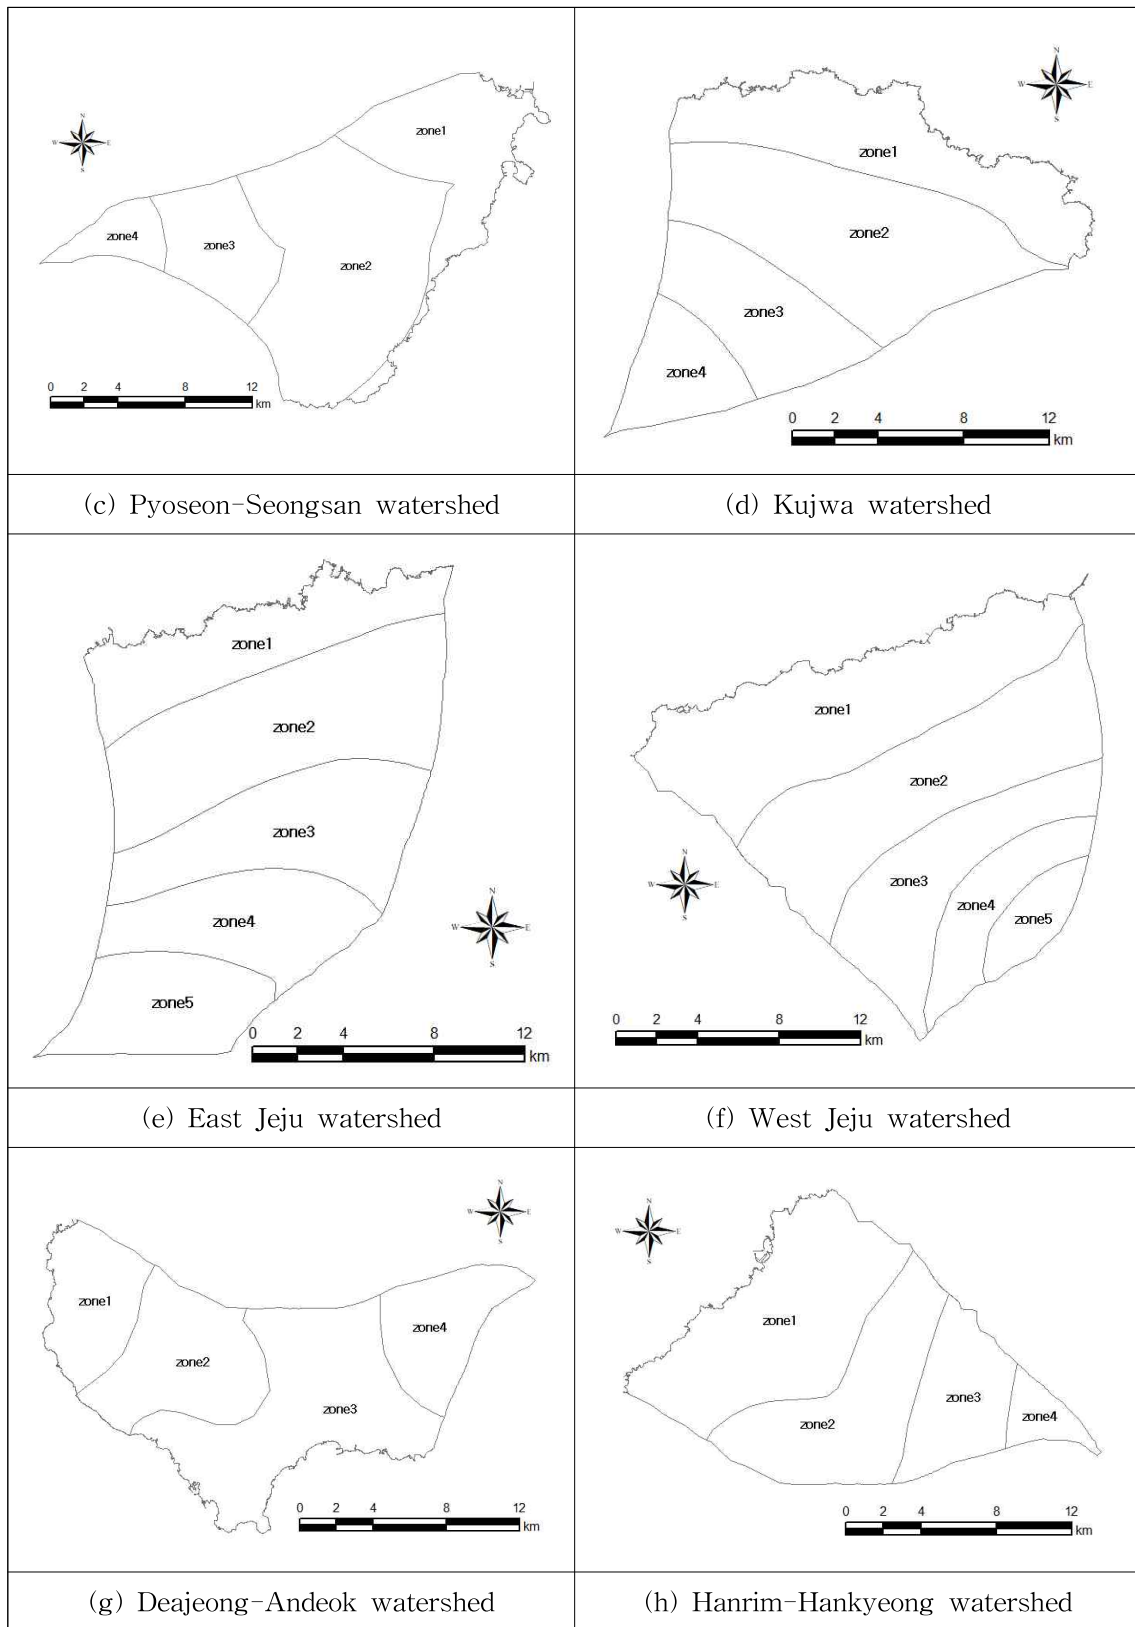 N
W E
S
zone1
zone4
zone3
zone2
0 2 4 8 12
km
N
W E
S
zone1
zone2
zone3
zone4
0 2 4 8 12
km
(c) Pyoseon-Seongsan watershed
(d) Kujwa watershed
zone1
zone2
zone3
zone4
zone5
N
W E
S
0 2 4 8 12
km
zone1
zone2
zone3
zone4
zone5
N
W E
S
0 2 4 8 12
km
(e) East Jeju watershed
(f) West Jeju watershed
N
W E
S
zone1
zone2
zone3
zone4
0 2 4 8 12
km
N
W E
S
zone1
zone2
zone3
zone4
0 2 4 8 12
km
(g) Deajeong-Andeok watershed
(h) Hanrim-Hankyeong watershed